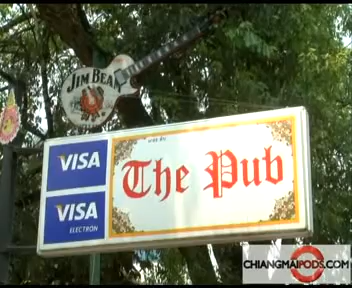 JIM BEAM
VISA
VISA
ELECTRON
The Pub
CHIANGMAIPODS.COM